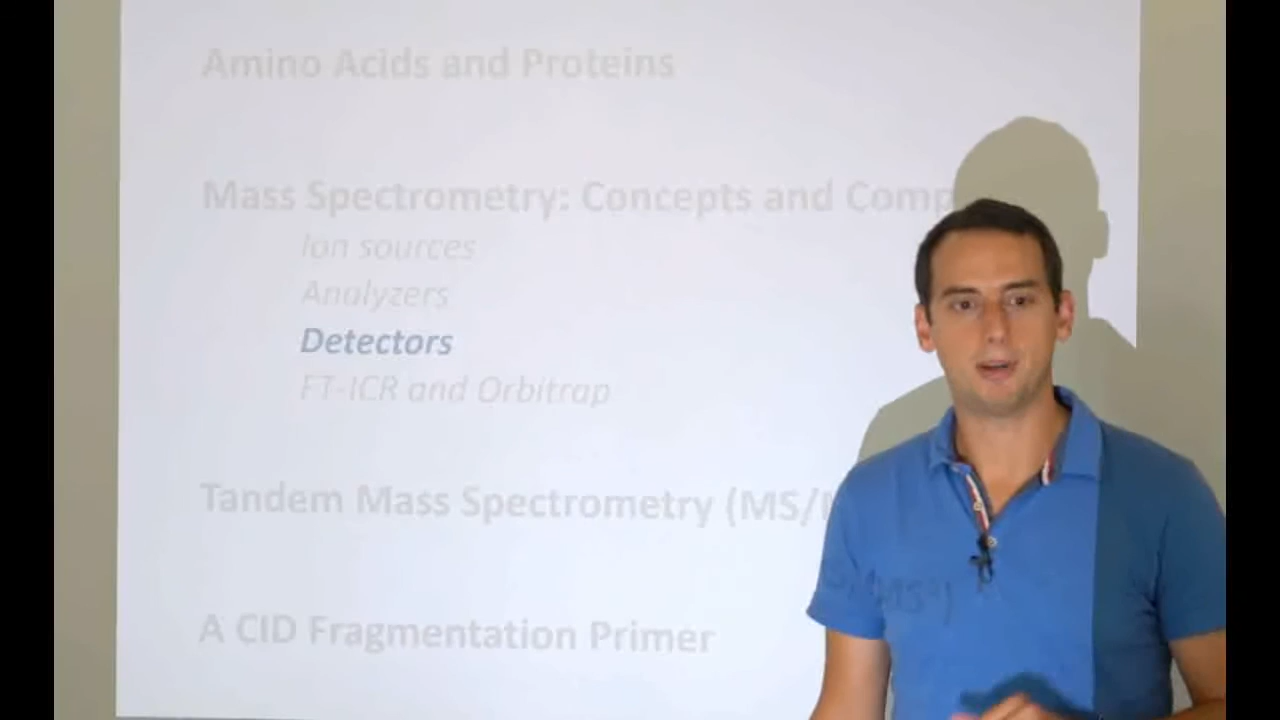 Amino Acids and Proteins
Mass Spectrometry: Concepts and Comp
Ion sources
Analyzers
Detectors
FT-ICR and Orbitrap
Tandem Mass Spectrometry (MS/
A CID Fragmentation Primer